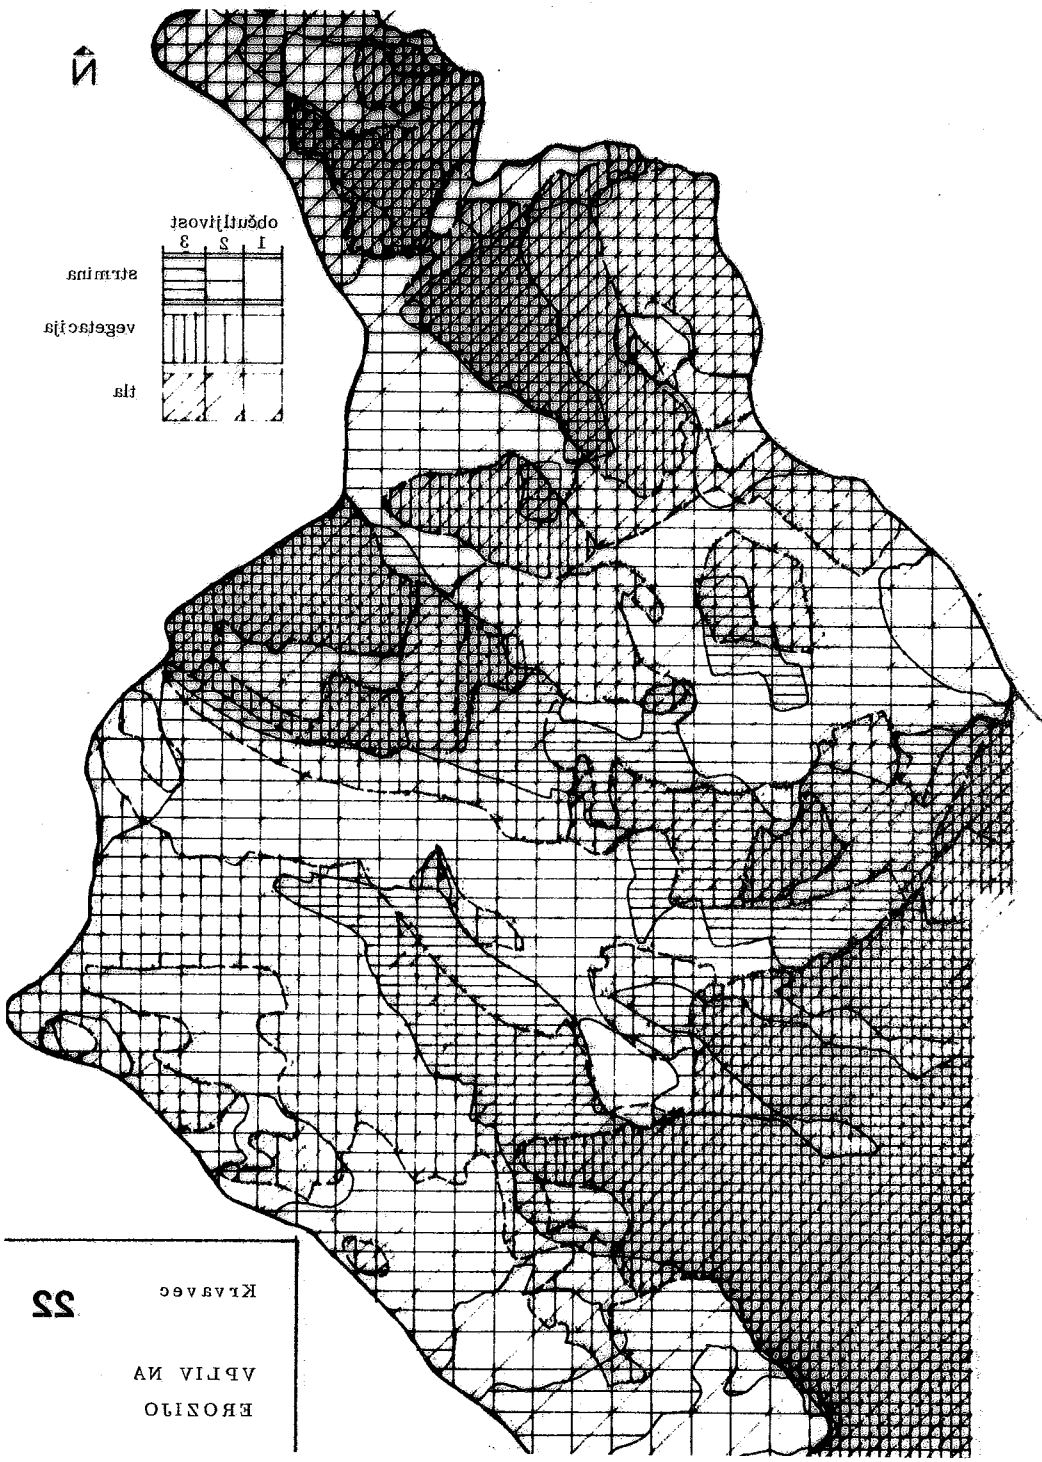 N
občutljivost
1 2 3
strmina
vegetacija
tla
Krvavec
22
VPLIV NA
EROZIJO